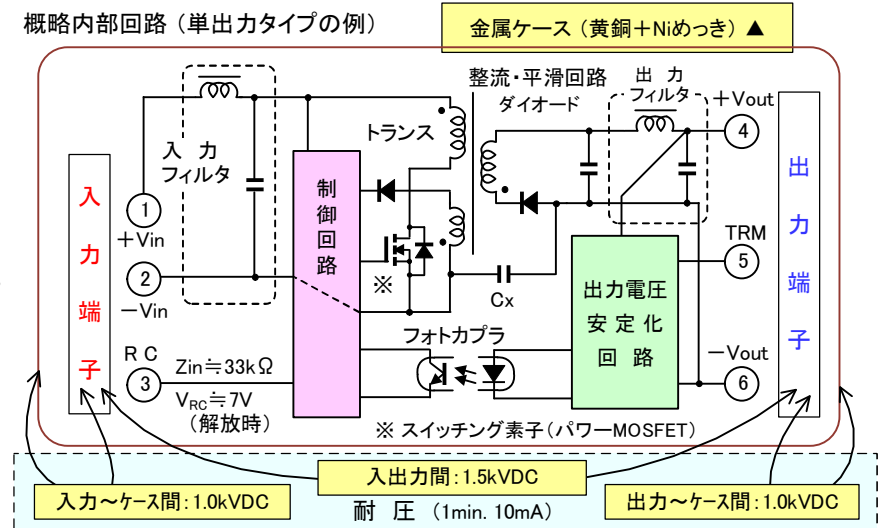 概略内部回路（単出力タイプの例）
金属ケース（黄銅＋Niめっき）▲
整流・平滑回路
ダイオード
出力
フィルタ
＋Vout
4
トランス
入力
フィルタ
入力端子
1
＋Vin
2
－Vin
制御回路
※
Cx
出力電圧
安定化
回路
TRM
5
出力端子
フォトカプラ
－Vout
6
RC
3
Zin≒33kΩ
VRC≒7V
（解放時）
※ スイッチング素子（パワーMOSFET）
入力～ケース間：1.0kVDC
入出力間：1.5kVDC
出力～ケース間：1.0kVDC
耐 圧 （1min. 10mA）